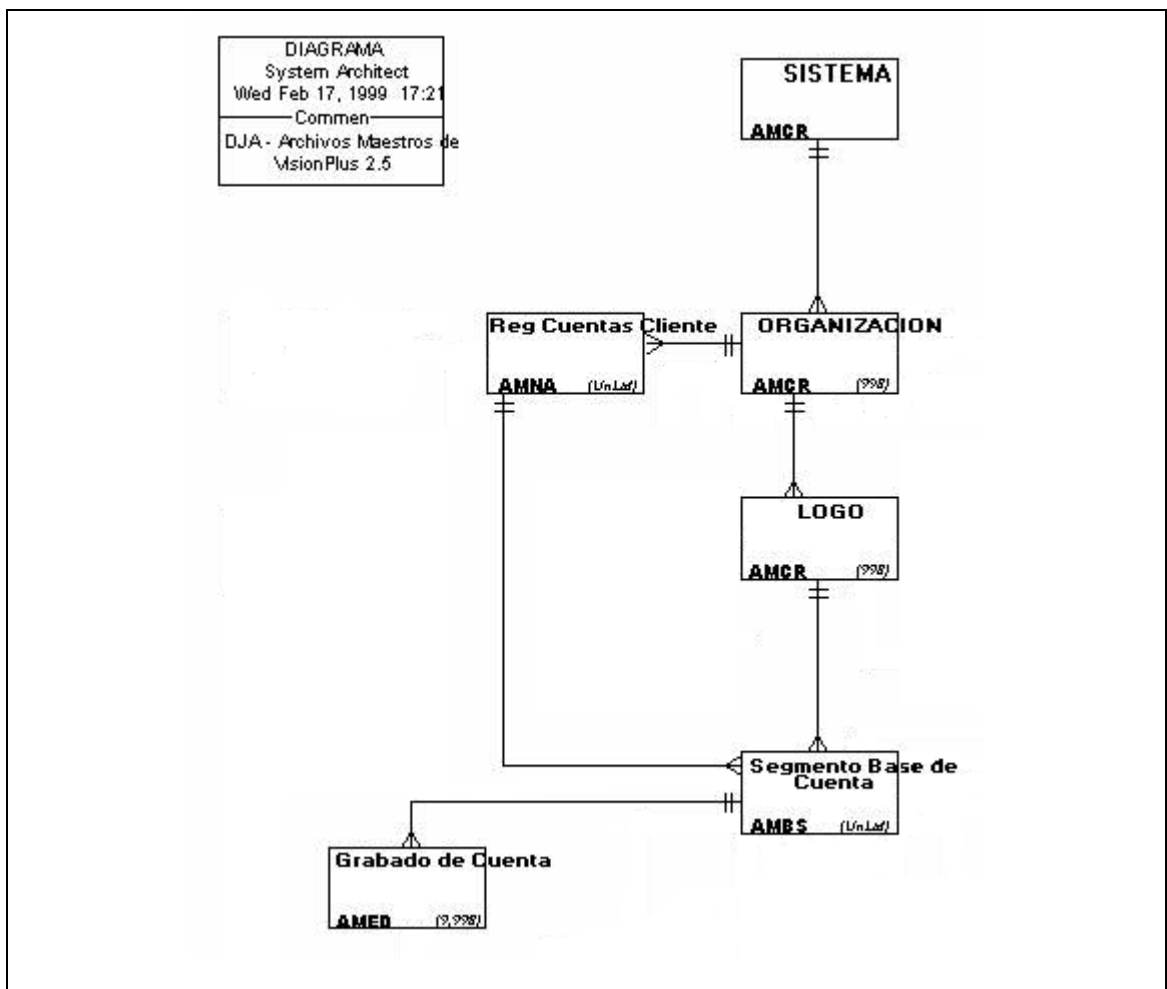 DIAGRAMA
System Architect
Wed Feb 17, 1999 17:21
Commen
DJA - Archivos Maestros de
VisionPlus 2.5
SISTEMA
AMCR
Reg Cuentas Cliente
AMNA (UnLtd)
ORGANIZACION
AMCR (998)
LOGO
AMCR (998)
Segmento Base de
Cuenta
AMBS (UnLtd)
Grabado de Cuenta
AMED (9,998)